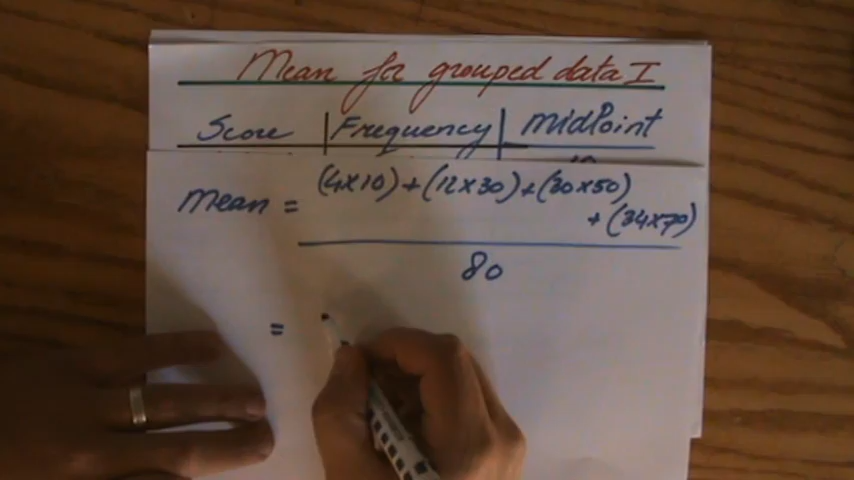 Mean for grouped data I
Score Frequency MidPoint
Mean = (4x10)+(12x30)+(30x50)
+(34x70)
80
=